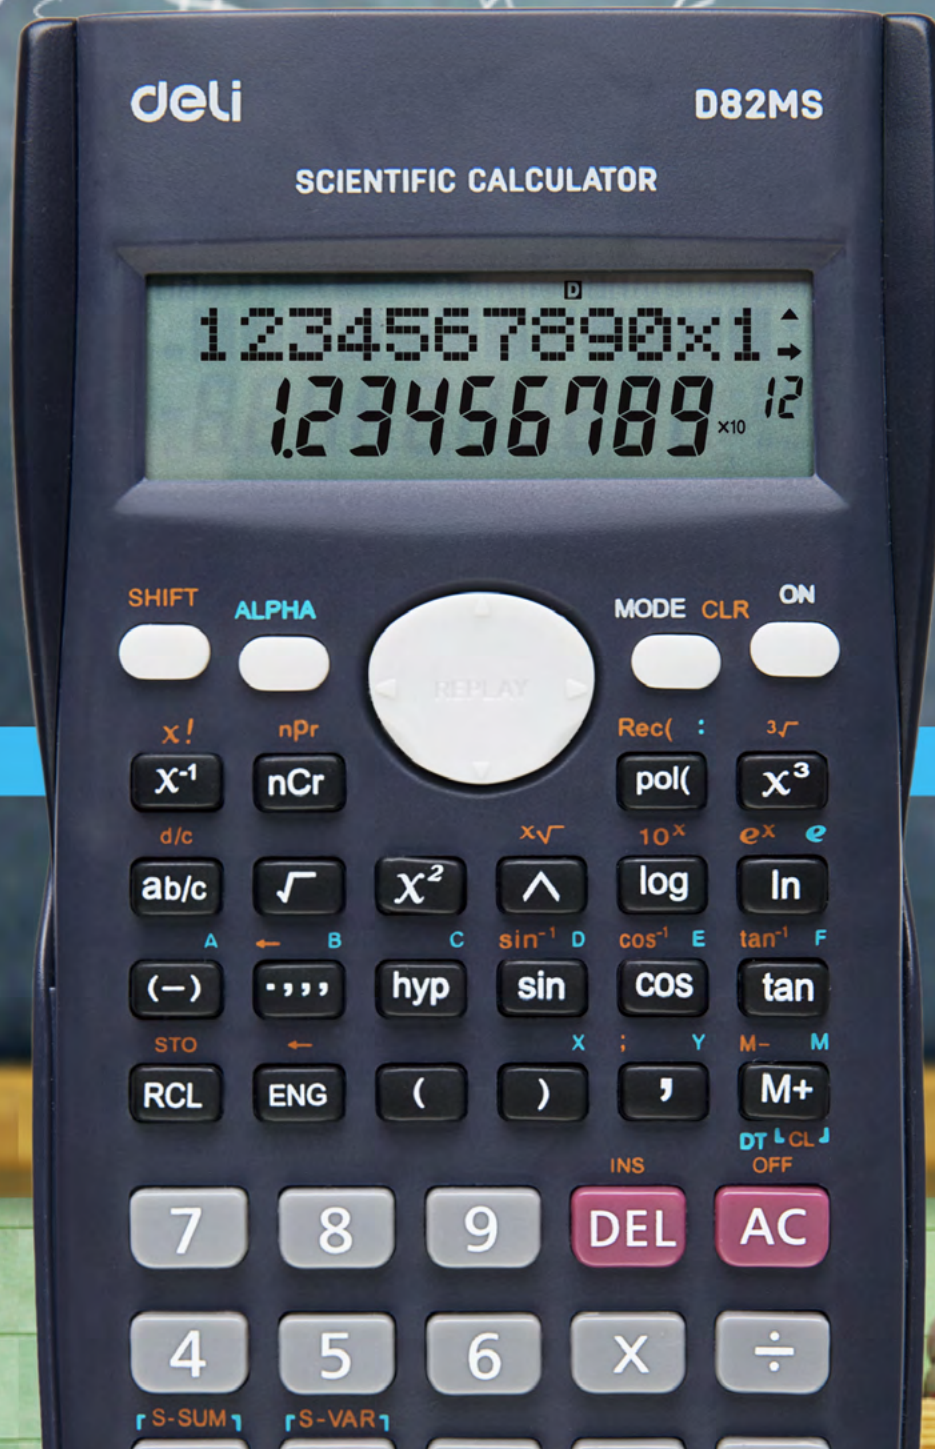 deli D82MS
SCIENTIFIC CALCULATOR
D
1234567890x1
1.23456789 ×10 12
SHIFT ALPHA MODE CLR ON
REPLAY
x! nPr Rec( : ³√
X⁻¹ nCr pol( X³
d/c x√ 10ˣ eˣ e
ab/c √ X² ^ log ln
A ← B C sin⁻¹ D cos⁻¹ E tan⁻¹ F
(−) ·,,, hyp sin cos tan
STO ← X ; Y M− M
RCL ENG ( ) , M+
DT CL
INS OFF
7 8 9 DEL AC
4 5 6 X ÷
S-SUM S-VAR